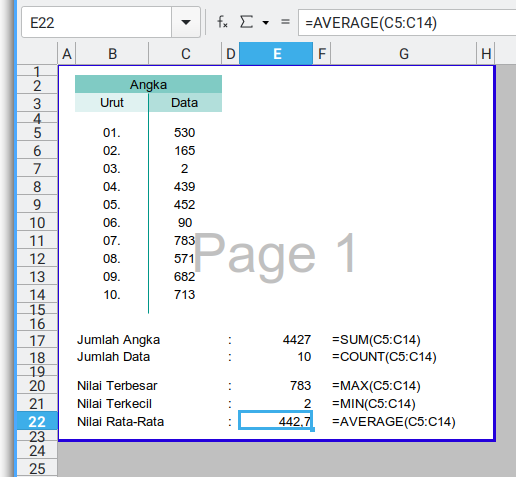 E22 fx Σ = =AVERAGE(C5:C14)
A B C D E F G H
1
2 Angka
3 Urut Data
4
5 01. 530
6 02. 165
7 03. 2
8 04. 439
9 05. 452
10 06. 90
11 07. 783
12 08. 571
13 09. 682
14 10. 713
Page 1
15
16
17 Jumlah Angka : 4427 =SUM(C5:C14)
18 Jumlah Data : 10 =COUNT(C5:C14)
19
20 Nilai Terbesar : 783 =MAX(C5:C14)
21 Nilai Terkecil : 2 =MIN(C5:C14)
22 Nilai Rata-Rata : 442,7 =AVERAGE(C5:C14)
23
24
25